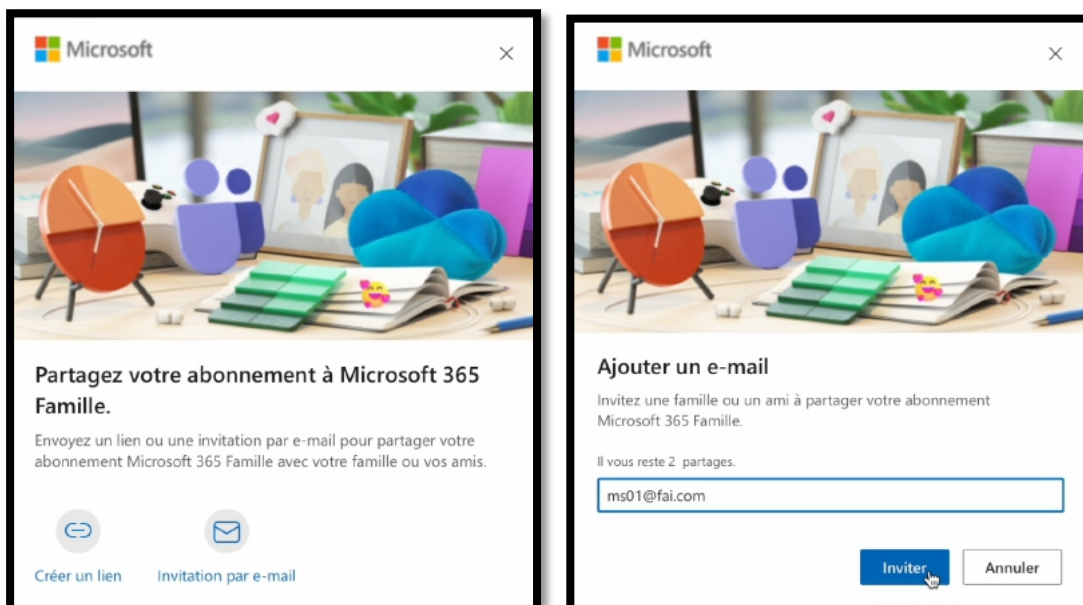 Microsoft
Partagez votre abonnement à Microsoft 365
Famille.
Envoyez un lien ou une invitation par e-mail pour partager votre
abonnement Microsoft 365 Famille avec votre famille ou vos amis.
Créer un lien
Invitation par e-mail
Microsoft
Ajouter un e-mail
Invitez une famille ou un ami à partager votre abonnement
Microsoft 365 Famille.
Il vous reste 2 partages.
ms01@fai.com
Inviter
Annuler